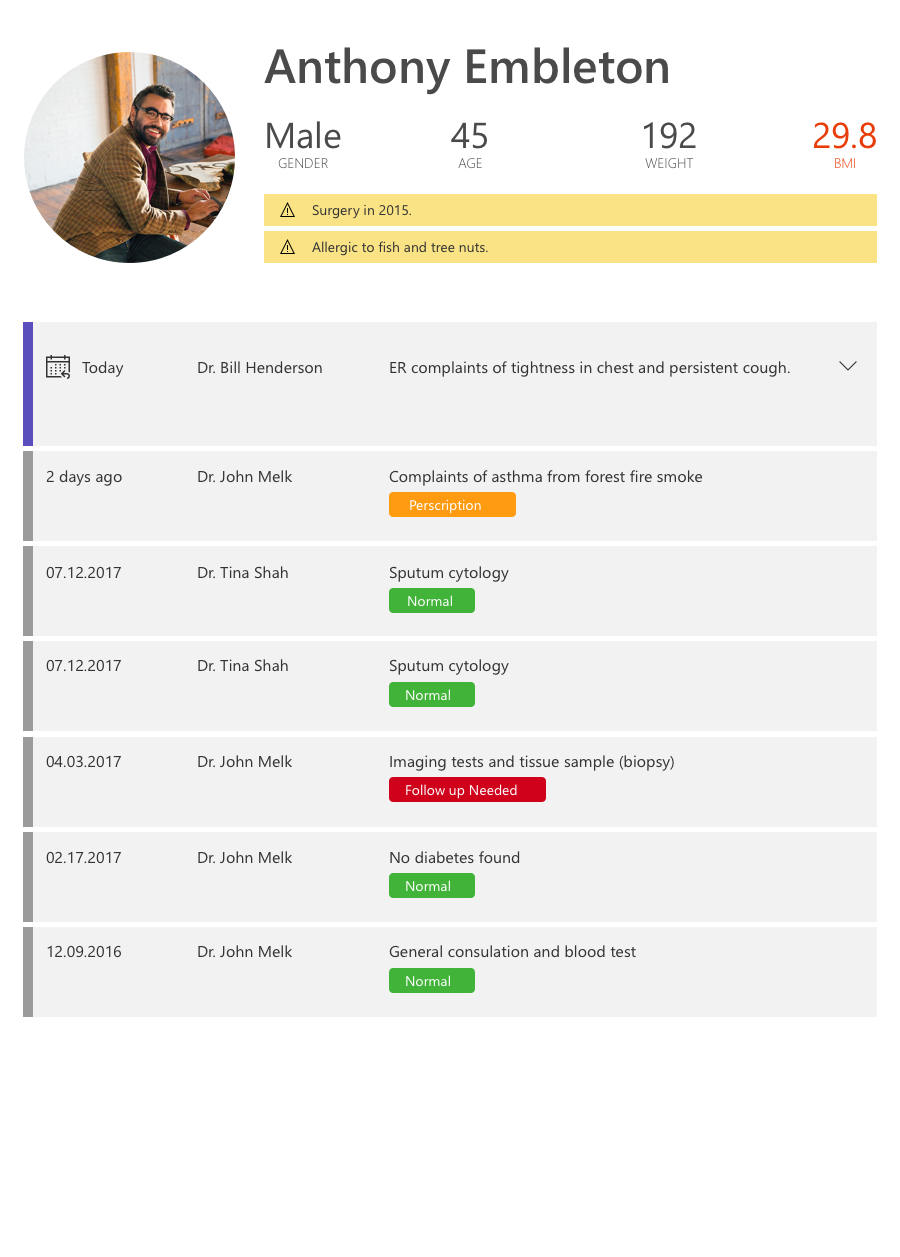 Anthony Embleton
Male 45 192 29.8
GENDER AGE WEIGHT BMI
Surgery in 2015.
Allergic to fish and tree nuts.
Today Dr. Bill Henderson ER complaints of tightness in chest and persistent cough.
2 days ago Dr. John Melk Complaints of asthma from forest fire smoke
Perscription
07.12.2017 Dr. Tina Shah Sputum cytology
Normal
07.12.2017 Dr. Tina Shah Sputum cytology
Normal
04.03.2017 Dr. John Melk Imaging tests and tissue sample (biopsy)
Follow up Needed
02.17.2017 Dr. John Melk No diabetes found
Normal
12.09.2016 Dr. John Melk General consulation and blood test
Normal